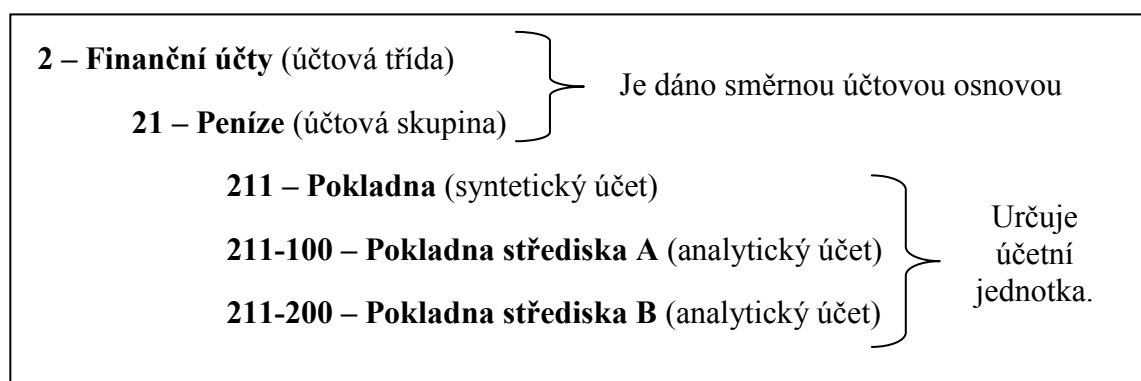 2 – Finanční účty (účtová třída)
Je dáno směrnou účtovou osnovou
21 – Peníze (účtová skupina)
211 – Pokladna (syntetický účet)
211-100 – Pokladna střediska A (analytický účet)
211-200 – Pokladna střediska B (analytický účet)
Určuje
účetní
jednotka.